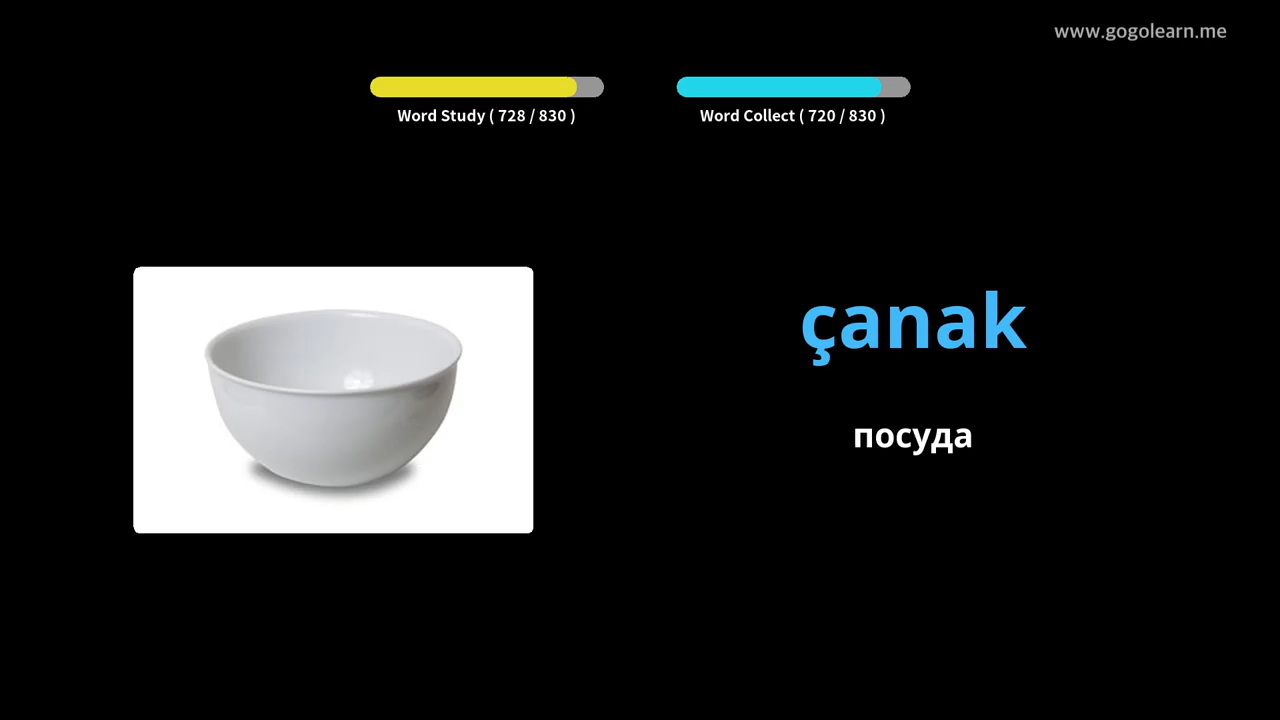 www.gogolearn.me
Word Study ( 728 / 830 )
Word Collect ( 720 / 830 )
çanak
посуда